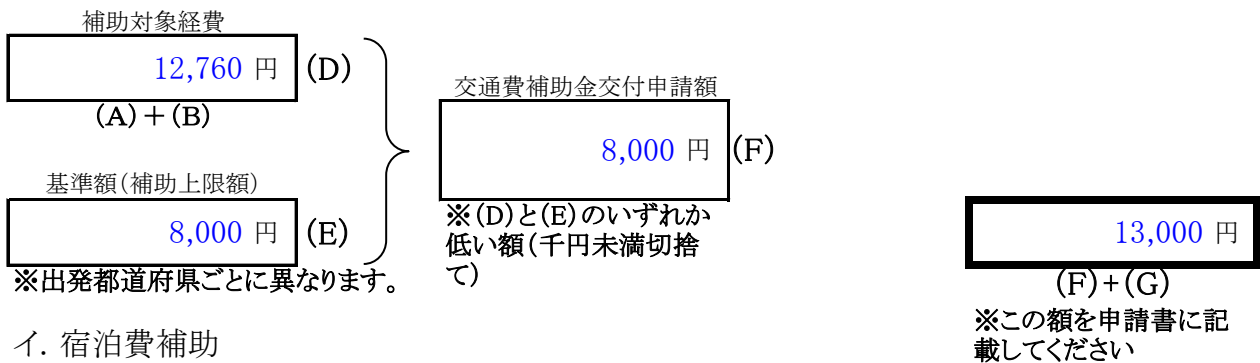 補助対象経費
12,760 円 (D)
(A)+(B)
基準額(補助上限額)
8,000 円 (E)
※出発都道府県ごとに異なります。
交通費補助金交付申請額
8,000 円 (F)
※(D)と(E)のいずれか
低い額(千円未満切捨
て)
13,000 円
(F)+(G)
※この額を申請書に記
載してください
イ. 宿泊費補助